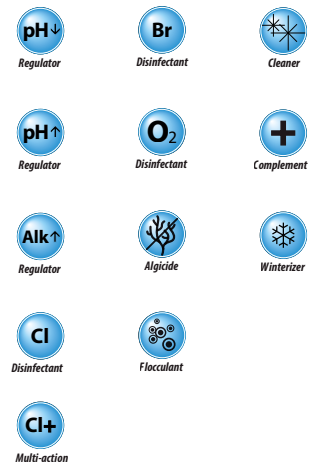 pH↓
Regulator
Br
Disinfectant
Cleaner
pH↑
Regulator
O₂
Disinfectant
+
Complement
Alk↑
Regulator
Algicide
Winterizer
Cl
Disinfectant
Flocculant
Cl+
Multi-action